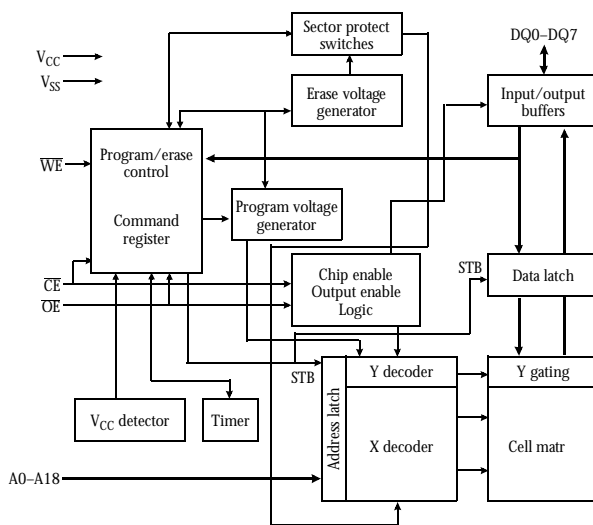 Sector protect
switches
DQ0–DQ7
VCC
VSS
Erase voltage
generator
Input/output
buffers
WE
Program/erase
control
Command
register
Program voltage
generator
CE
OE
Chip enable
Output enable
Logic
STB
Data latch
STB
Address latch
Y decoder
Y gating
VCC detector
Timer
X decoder
Cell matr
A0–A18